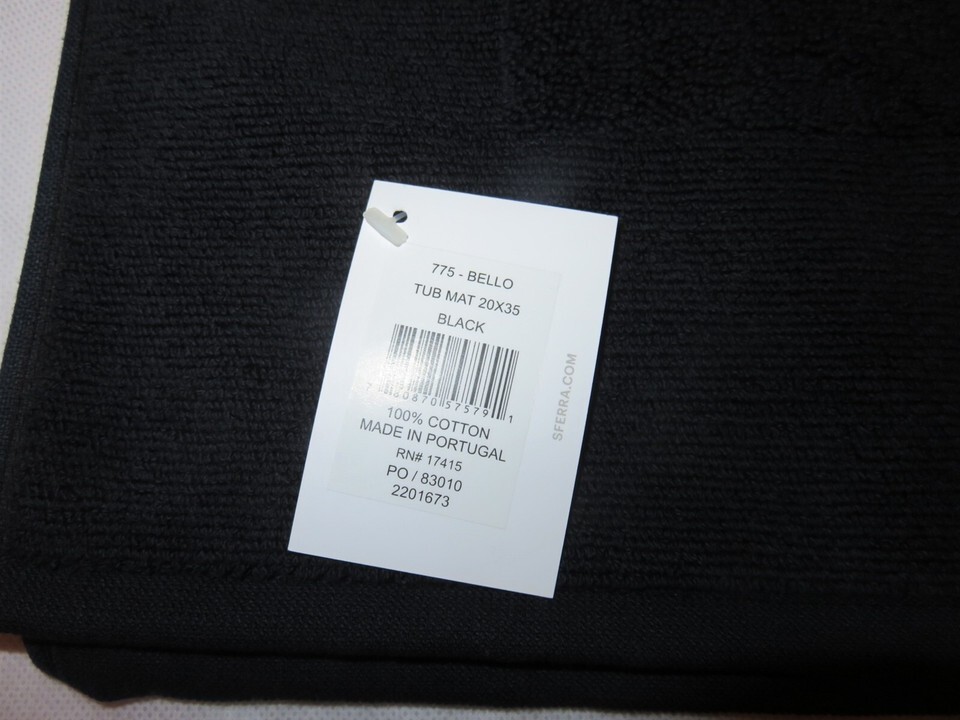 775 - BELLO
TUB MAT 20X35
BLACK
100% COTTON
MADE IN PORTUGAL
RN# 17415
PO / 83010
2201673
SFERRA.COM